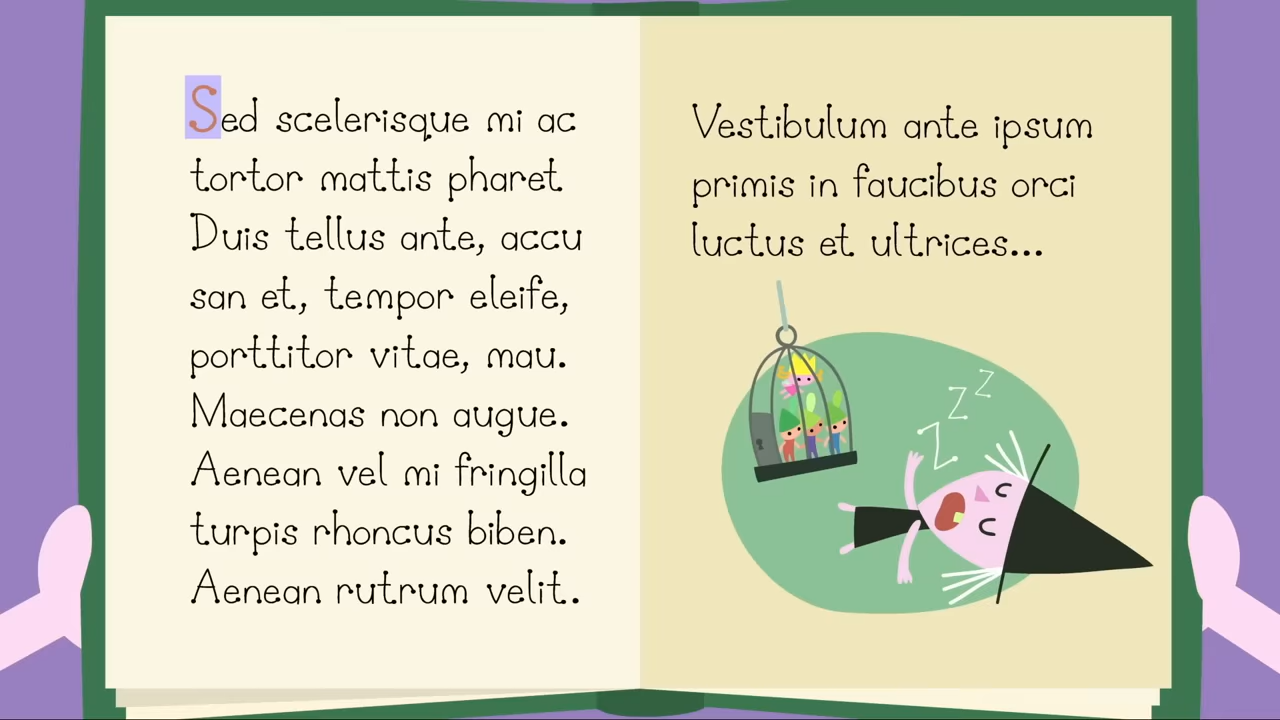 Sed scelerisque mi ac
tortor mattis pharet
Duis tellus ante, accu
san et, tempor eleife,
porttitor vitae, mau.
Maecenas non augue.
Aenean vel mi fringilla
turpis rhoncus biben.
Aenean rutrum velit.
Vestibulum ante ipsum
primis in faucibus orci
luctus et ultrices...
z
z
z